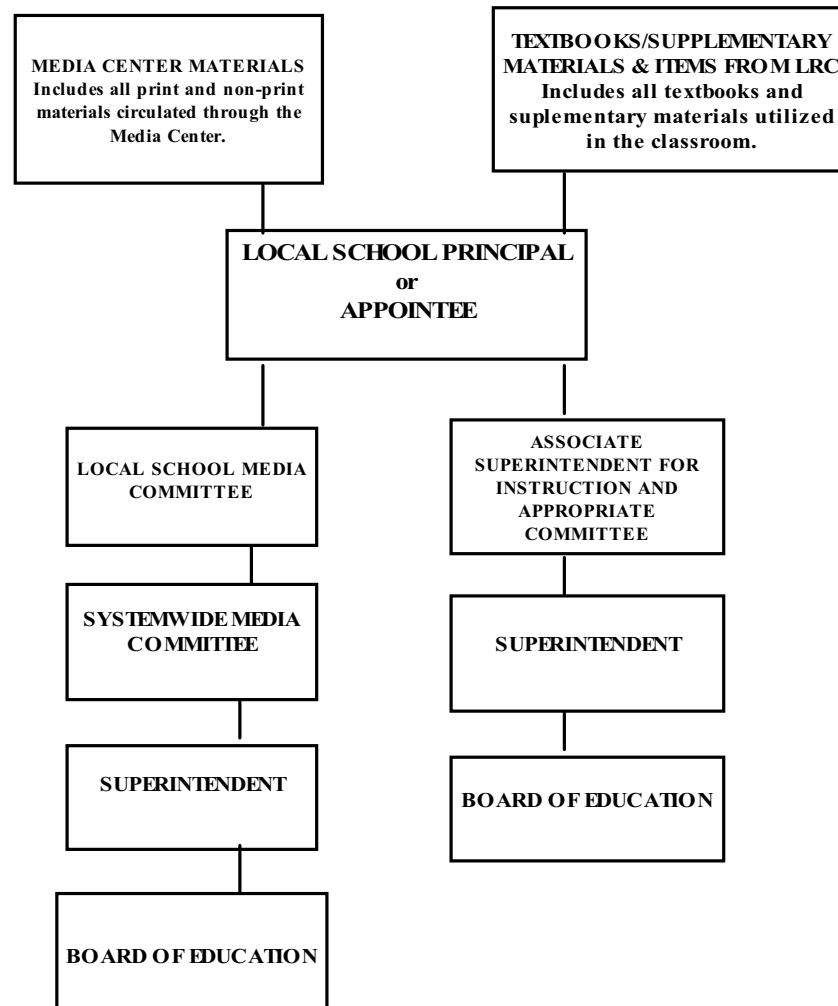 MEDIA CENTER MATERIALS
Includes all print and non-print
materials circulated through the
Media Center.
TEXTBOOKS/SUPPLEMENTARY
MATERIALS & ITEMS FROM LRC
Includes all textbooks and
suplementary materials utilized
in the classroom.
LOCAL SCHOOL PRINCIPAL
or
APPOINTEE
LOCAL SCHOOL MEDIA
COMMITTEE
SYSTEMWIDE MEDIA
COMMITTEE
SUPERINTENDENT
BOARD OF EDUCATION
ASSOCIATE
SUPERINTENDENT FOR
INSTRUCTION AND
APPROPRIATE
COMMITTEE
SUPERINTENDENT
BOARD OF EDUCATION